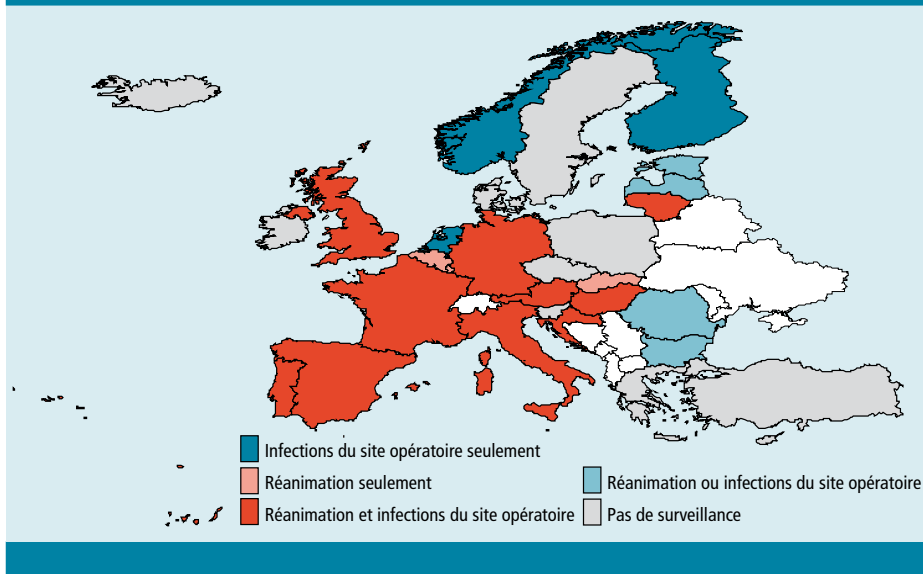 Infections du site opératoire seulement
Réanimation seulement
Réanimation ou infections du site opératoire
Réanimation et infections du site opératoire
Pas de surveillance